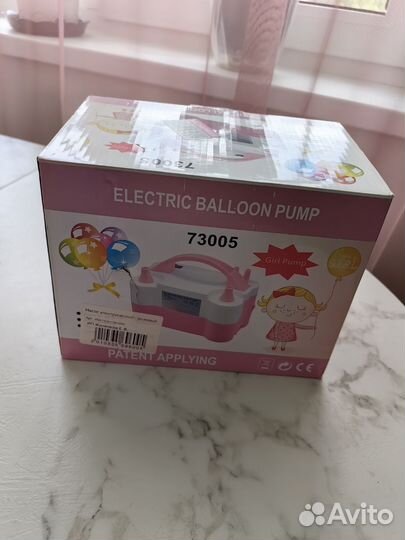 73005
ELECTRIC BALLOON PUMP
73005
Girl Pump
PATENT APPLYING
CE
Avito